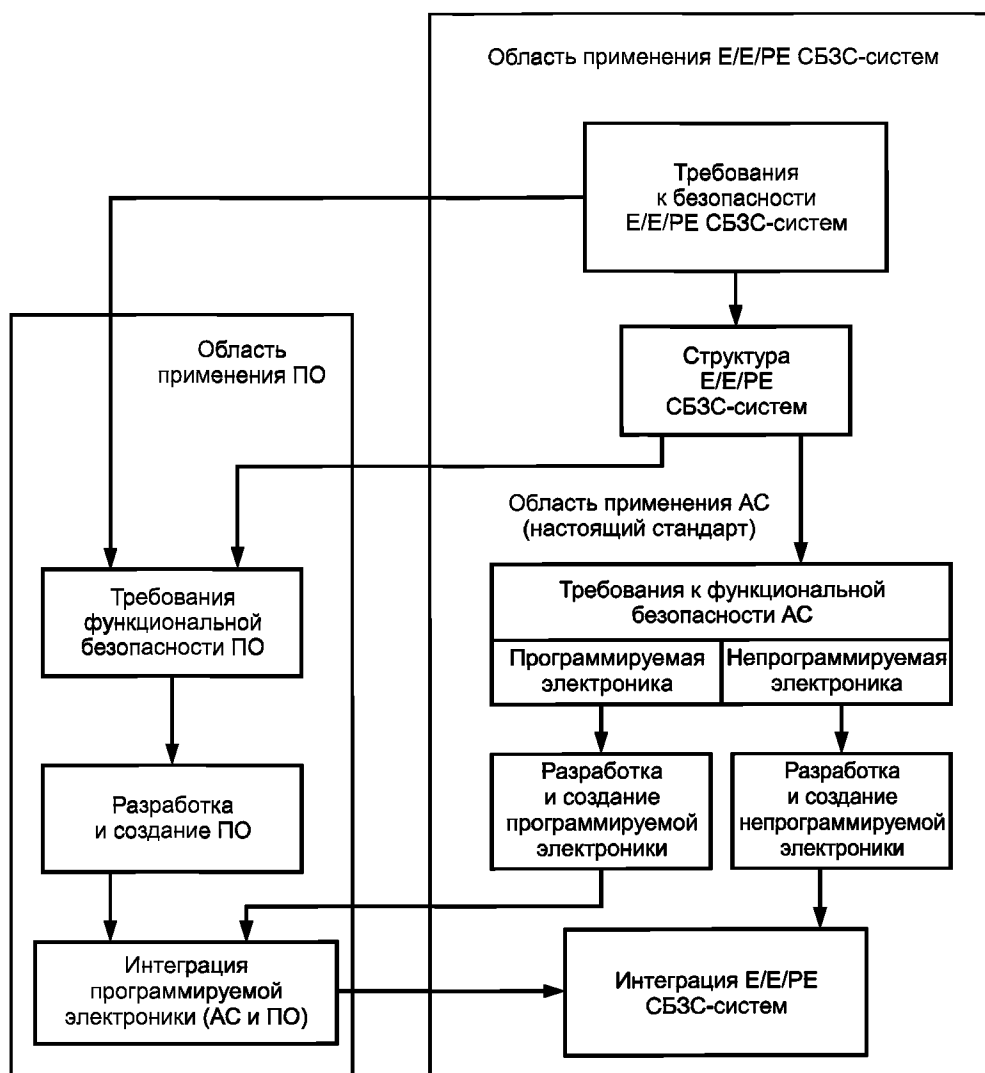 Область применения E/E/PE СБЗС-систем
Требования
к безопасности
E/E/PE СБЗС-систем
Область
применения ПО
Структура
E/E/PE
СБЗС-систем
Область применения АС
(настоящий стандарт)
Требования
функциональной
безопасности ПО
Требования к функциональной
безопасности АС
Программируемая
электроника
Непрограммируемая
электроника
Разработка
и создание ПО
Разработка
и создание
программируемой
электроники
Разработка
и создание
непрограммируемой
электроники
Интеграция
программируемой
электроники (АС и ПО)
Интеграция E/E/PE
СБЗС-систем